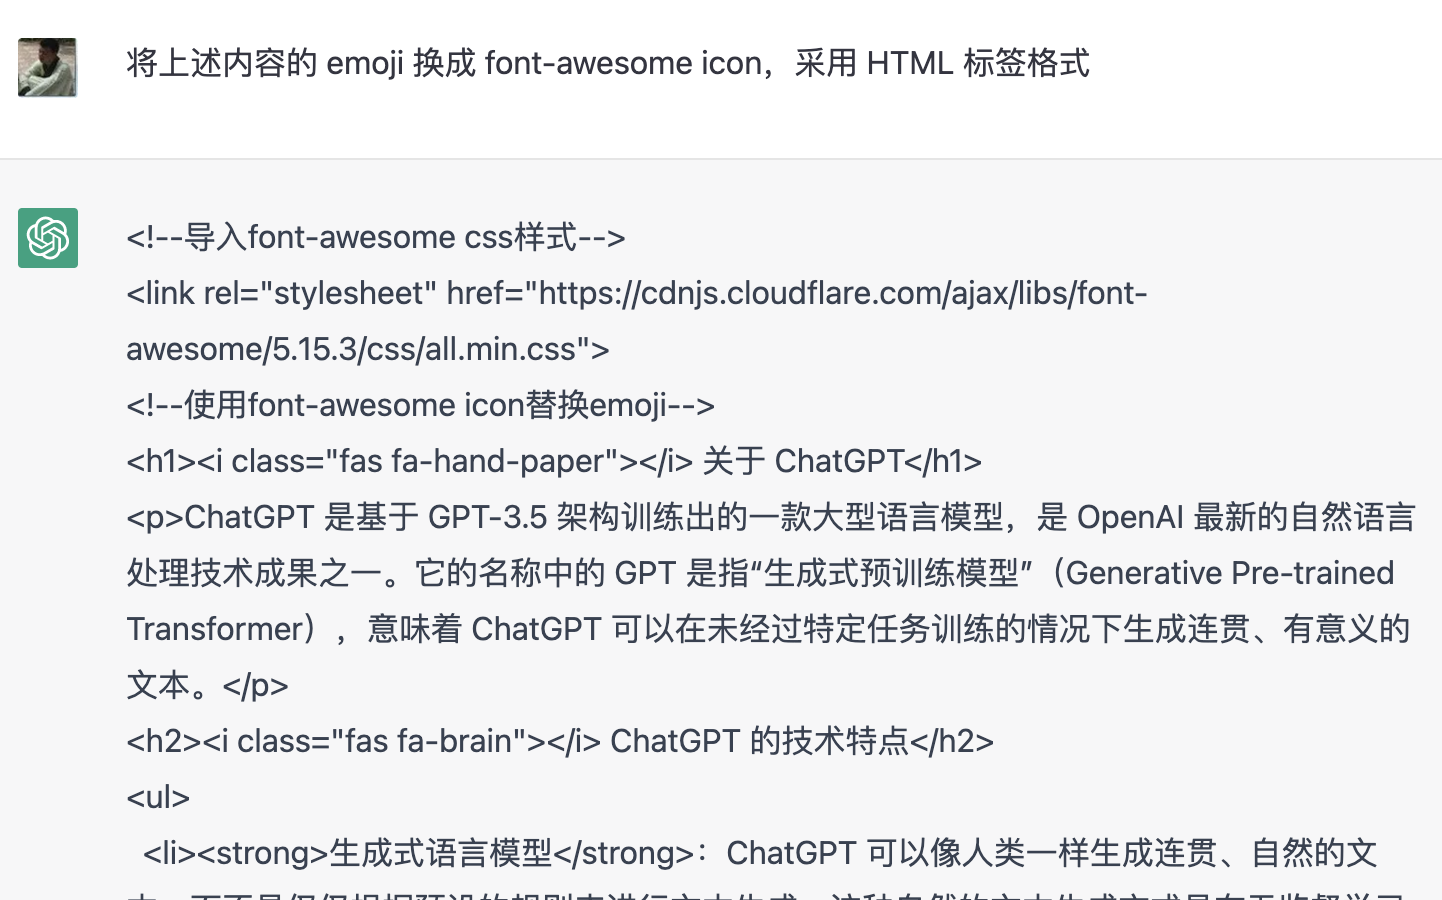 将上述内容的 emoji 换成 font-awesome icon，采用 HTML 标签格式
<!--导入font-awesome css样式-->
<link rel="stylesheet" href="https://cdnjs.cloudflare.com/ajax/libs/font-
awesome/5.15.3/css/all.min.css">
<!--使用font-awesome icon替换emoji-->
<h1><i class="fas fa-hand-paper"></i> 关于 ChatGPT</h1>
<p>ChatGPT 是基于 GPT-3.5 架构训练出的一款大型语言模型，是 OpenAI 最新的自然语言
处理技术成果之一。它的名称中的 GPT 是指“生成式预训练模型”（Generative Pre-trained
Transformer），意味着 ChatGPT 可以在未经过特定任务训练的情况下生成连贯、有意义的
文本。</p>
<h2><i class="fas fa-brain"></i> ChatGPT 的技术特点</h2>
<ul>
<li><strong>生成式语言模型</strong>：ChatGPT 可以像人类一样生成连贯、自然的文